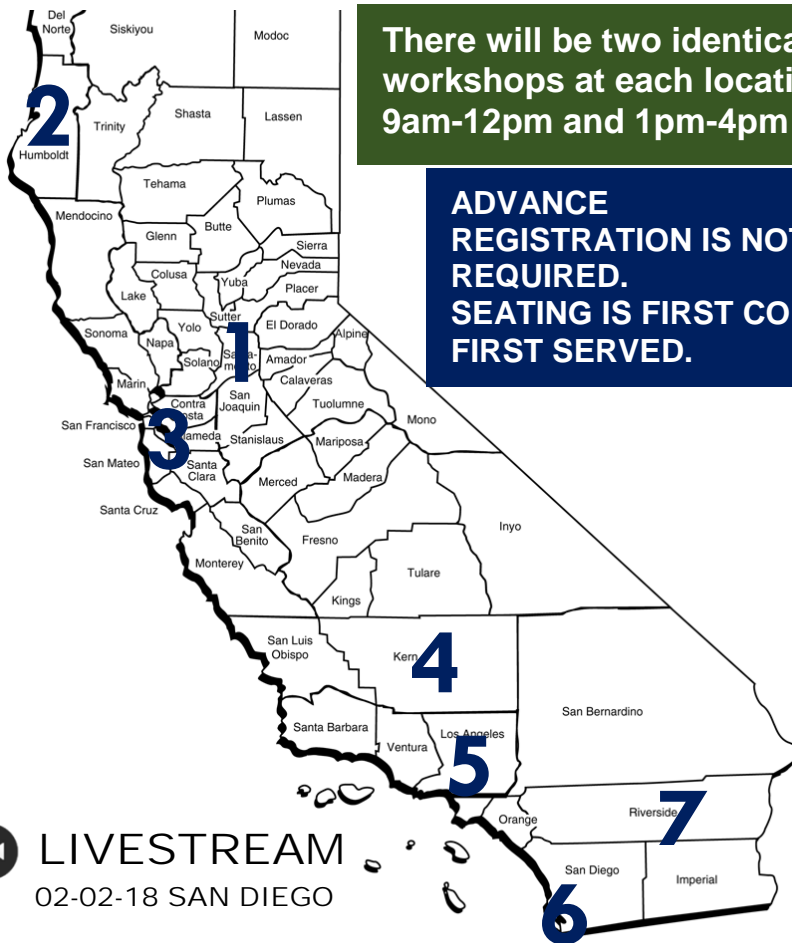 Del
Norte
Siskiyou
Modoc
There will be two identica
workshops at each locati
9am-12pm and 1pm-4pm
2
Humboldt
Trinity
Shasta
Lassen
ADVANCE
REGISTRATION IS NOT
REQUIRED.
SEATING IS FIRST CO
FIRST SERVED.
Tehama
Plumas
Mendocino
Glenn
Butte
Sierra
Nevada
Colusa
Yuba
Placer
Lake
Sutter
Sonoma
Yolo
El Dorado
Alpine
Napa
1
Solano
Sacra-
mento
Amador
Marin
Calaveras
Contra
Costa
San
Joaquin
Tuolumne
Mono
San Francisco
3
Alameda
Stanislaus
Mariposa
San Mateo
Santa
Clara
Merced
Madera
Santa Cruz
San
Benito
Fresno
Inyo
Monterey
Tulare
Kings
San Luis
Obispo
Kern
4
San Bernardino
Santa Barbara
Ventura
Los Angeles
5
Orange
Riverside
7
LIVESTREAM
02-02-18 SAN DIEGO
San Diego
Imperial
6